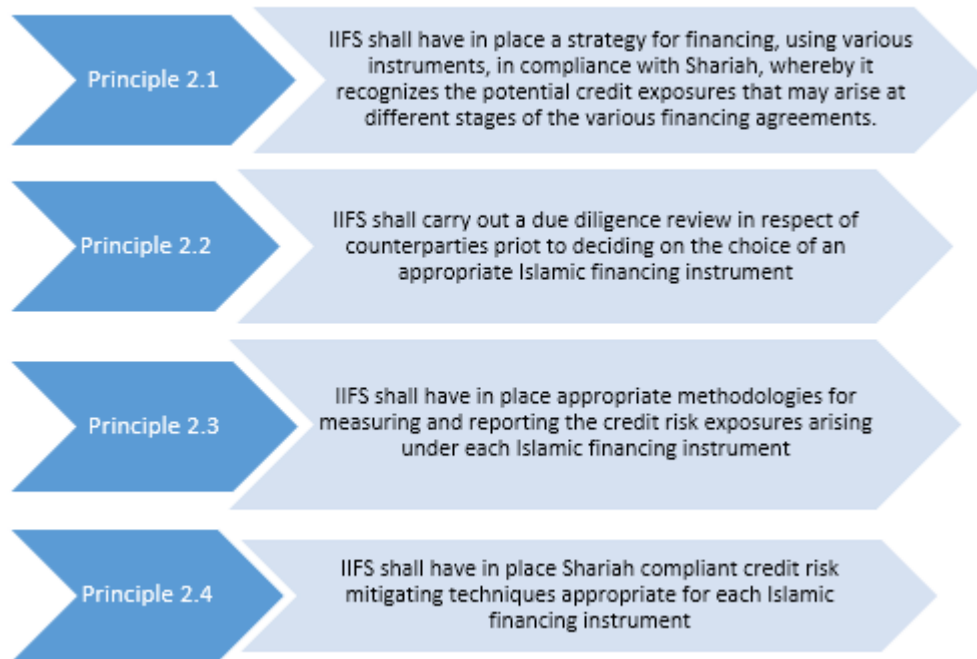 Principle 2.1
IIFS shall have in place a strategy for financing, using various
instruments, in compliance with Shariah, whereby it
recognizes the potential credit exposures that may arise at
different stages of the various financing agreements.
Principle 2.2
IIFS shall carry out a due diligence review in respect of
counterparties priot to deciding on the choice of an
appropriate Islamic financing instrument
Principle 2.3
IIFS shall have in place appropriate methodologies for
measuring and reporting the credit risk exposures arising
under each Islamic financing instrument
Principle 2.4
IIFS shall have in place Shariah compliant credit risk
mitigating techniques appropriate for each Islamic
financing instrument